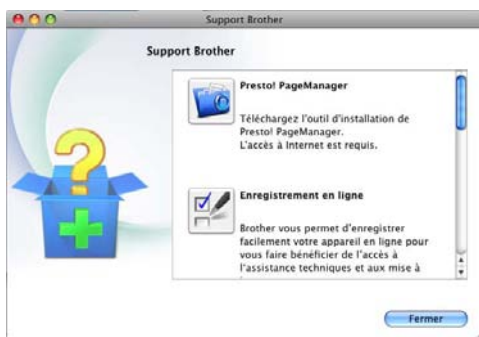 Support Brother
Support Brother
Presto! PageManager
Téléchargez l'outil d'installation de
Presto! PageManager.
L'accès à Internet est requis.
Enregistrement en ligne
Brother vous permet d'enregistrer
facilement votre appareil en ligne pour
vous faire bénéficier de l'accès à
l'assistance techniques et aux mise à
Fermer